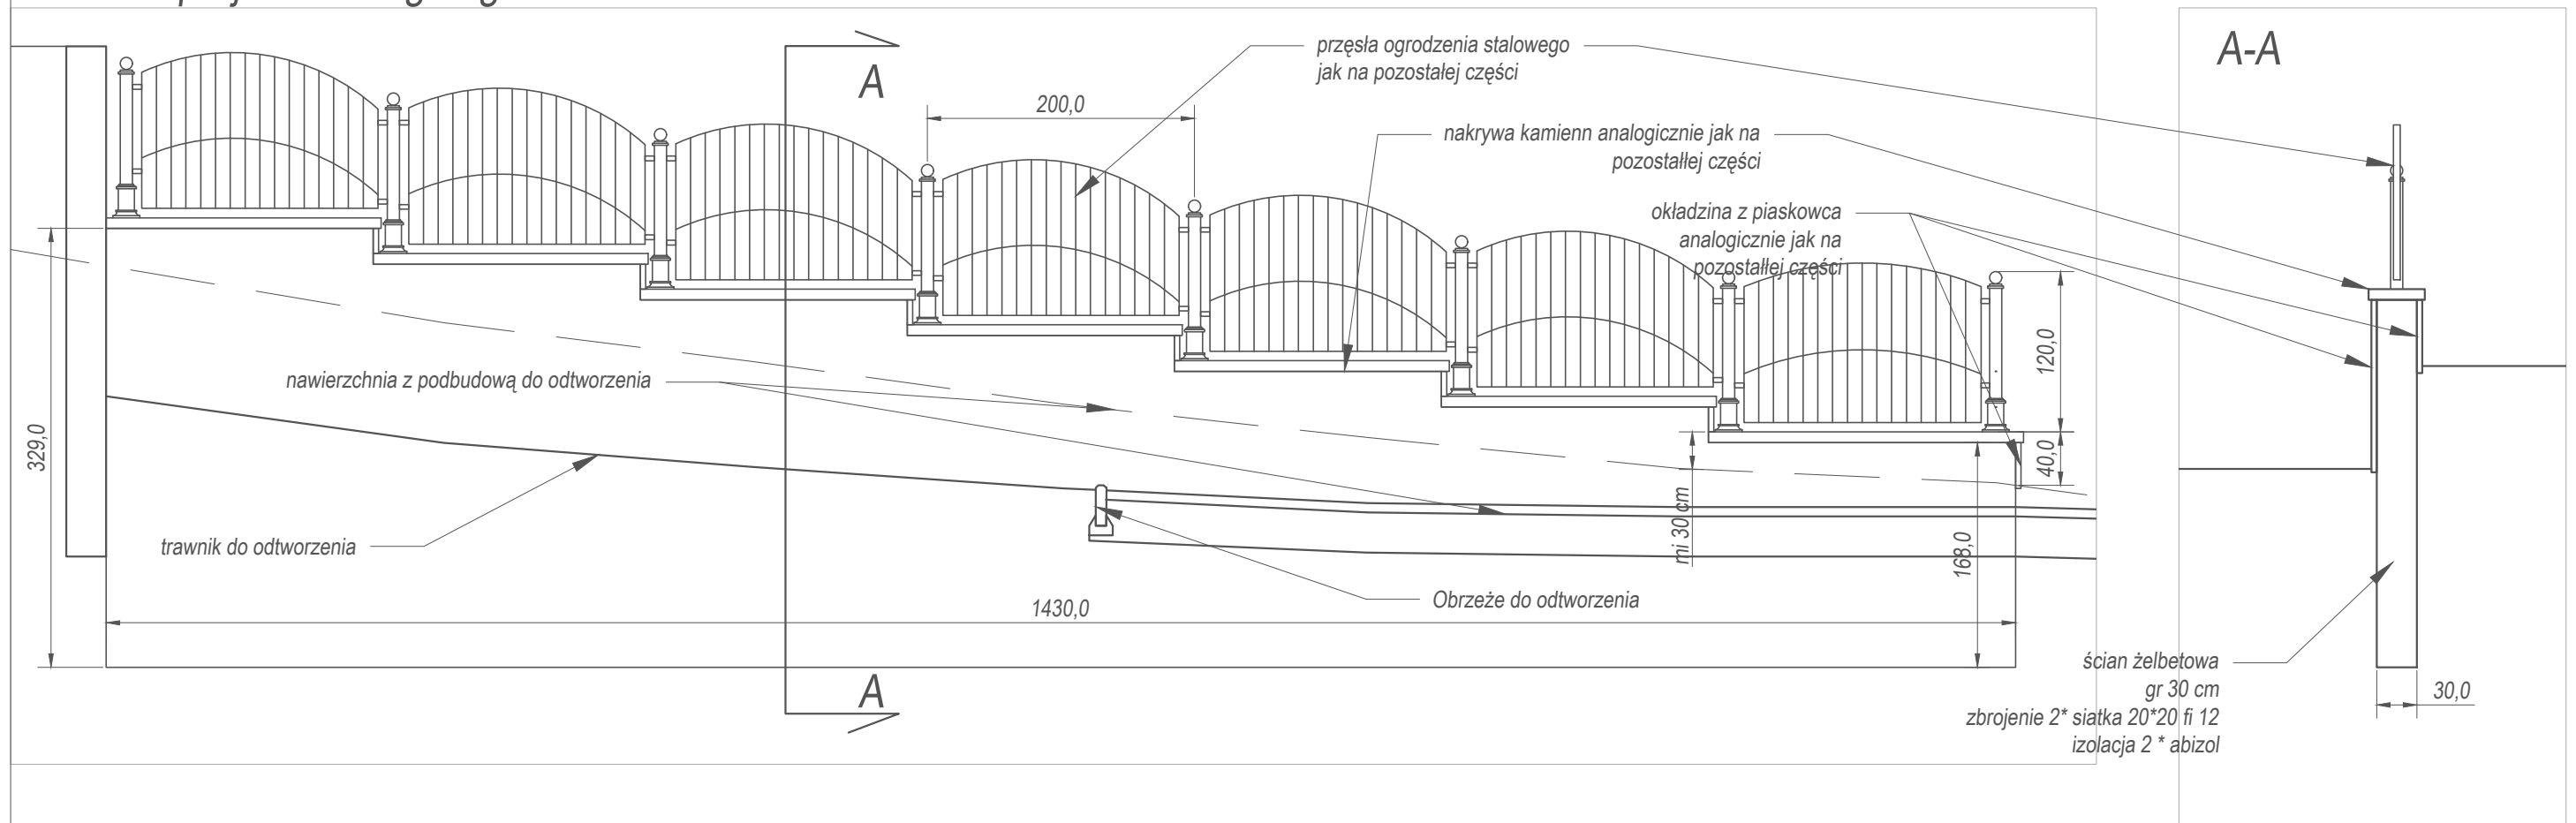 A-A
przęsła ogrodzenia stalowego
jak na pozostałej części
A
200,0
nakrywa kamienn analogicznie jak na
pozostałłej części
okładzina z piaskowca
analogicznie jak na
pozostałłej części
120,0
nawierzchnia z podbudową do odtworzenia
329,0
40,0
mi 30 cm
trawnik do odtworzenia
168,0
Obrzeże do odtworzenia
1430,0
A
ścian żelbetowa
gr 30 cm
zbrojenie 2* siatka 20*20 fi 12
izolacja 2 * abizol
30,0